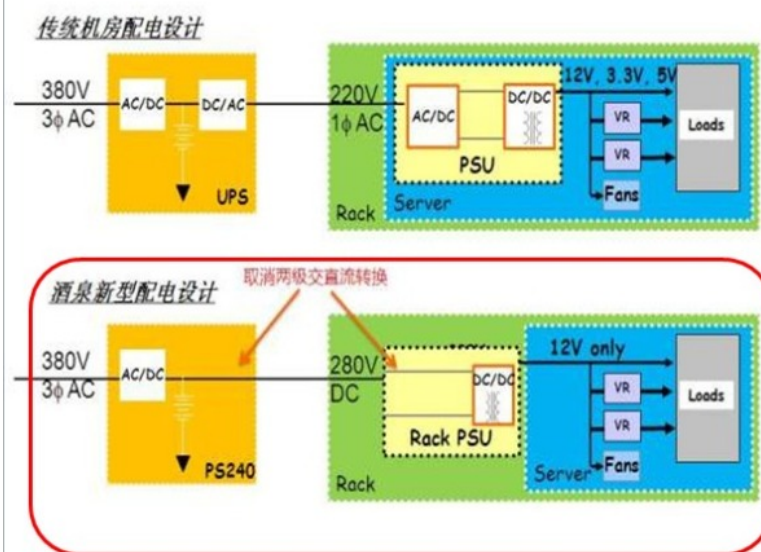 传统机房配电设计
380V
3ϕ AC
AC/DC
DC/AC
UPS
220V
1ϕ AC
AC/DC
DC/DC
PSU
12V, 3.3V, 5V
VR
VR
Fans
Loads
Rack
Server
取消两级交直流转换
酒泉新型配电设计
380V
3ϕ AC
AC/DC
PS240
280V
DC
DC/DC
Rack PSU
12V only
VR
VR
Fans
Loads
Rack
Server